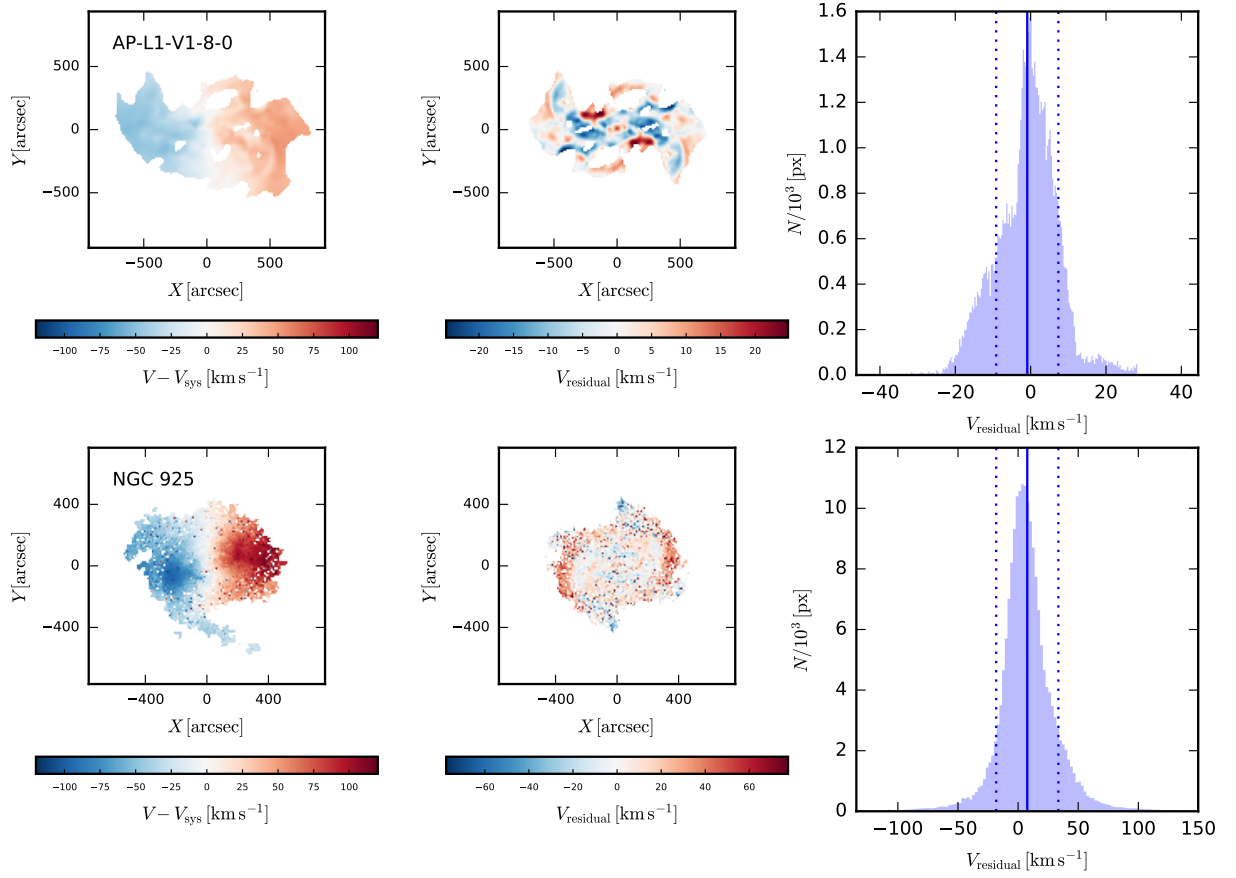 AP-L1-V1-8-0
500
0
−500
Y [arcsec]
−500 0 500
X [arcsec]
−100 −75 −50 −25 0 25 50 75 100
V − Vsys [km s−1]
500
0
−500
Y [arcsec]
−500 0 500
X [arcsec]
−20 −15 −10 −5 0 5 10 15 20
Vresidual [km s−1]
1.6
1.4
1.2
1.0
0.8
0.6
0.4
0.2
0.0
N/10^3 [px]
−40 −20 0 20 40
Vresidual [km s−1]
NGC 925
400
0
−400
Y [arcsec]
−400 0 400
X [arcsec]
−100 −75 −50 −25 0 25 50 75 100
V − Vsys [km s−1]
400
0
−400
Y [arcsec]
−400 0 400
X [arcsec]
−60 −40 −20 0 20 40 60
Vresidual [km s−1]
12
10
8
6
4
2
0
N/10^3 [px]
−100 −50 0 50 100 150
Vresidual [km s−1]